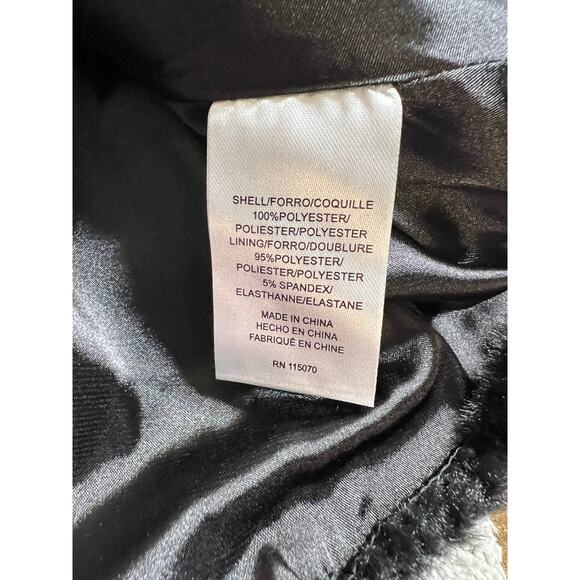 SHELL/FORRO/COQUILLE
100%POLYESTER/
POLIESTER/POLYESTER
LINING/FORRO/DOUBLURE
95%POLYESTER/
POLIESTER/POLYESTER
5% SPANDEX/
ELASTHANNE/ELASTANE
MADE IN CHINA
HECHO EN CHINA
FABRIQUÉ EN CHINE
RN 115070